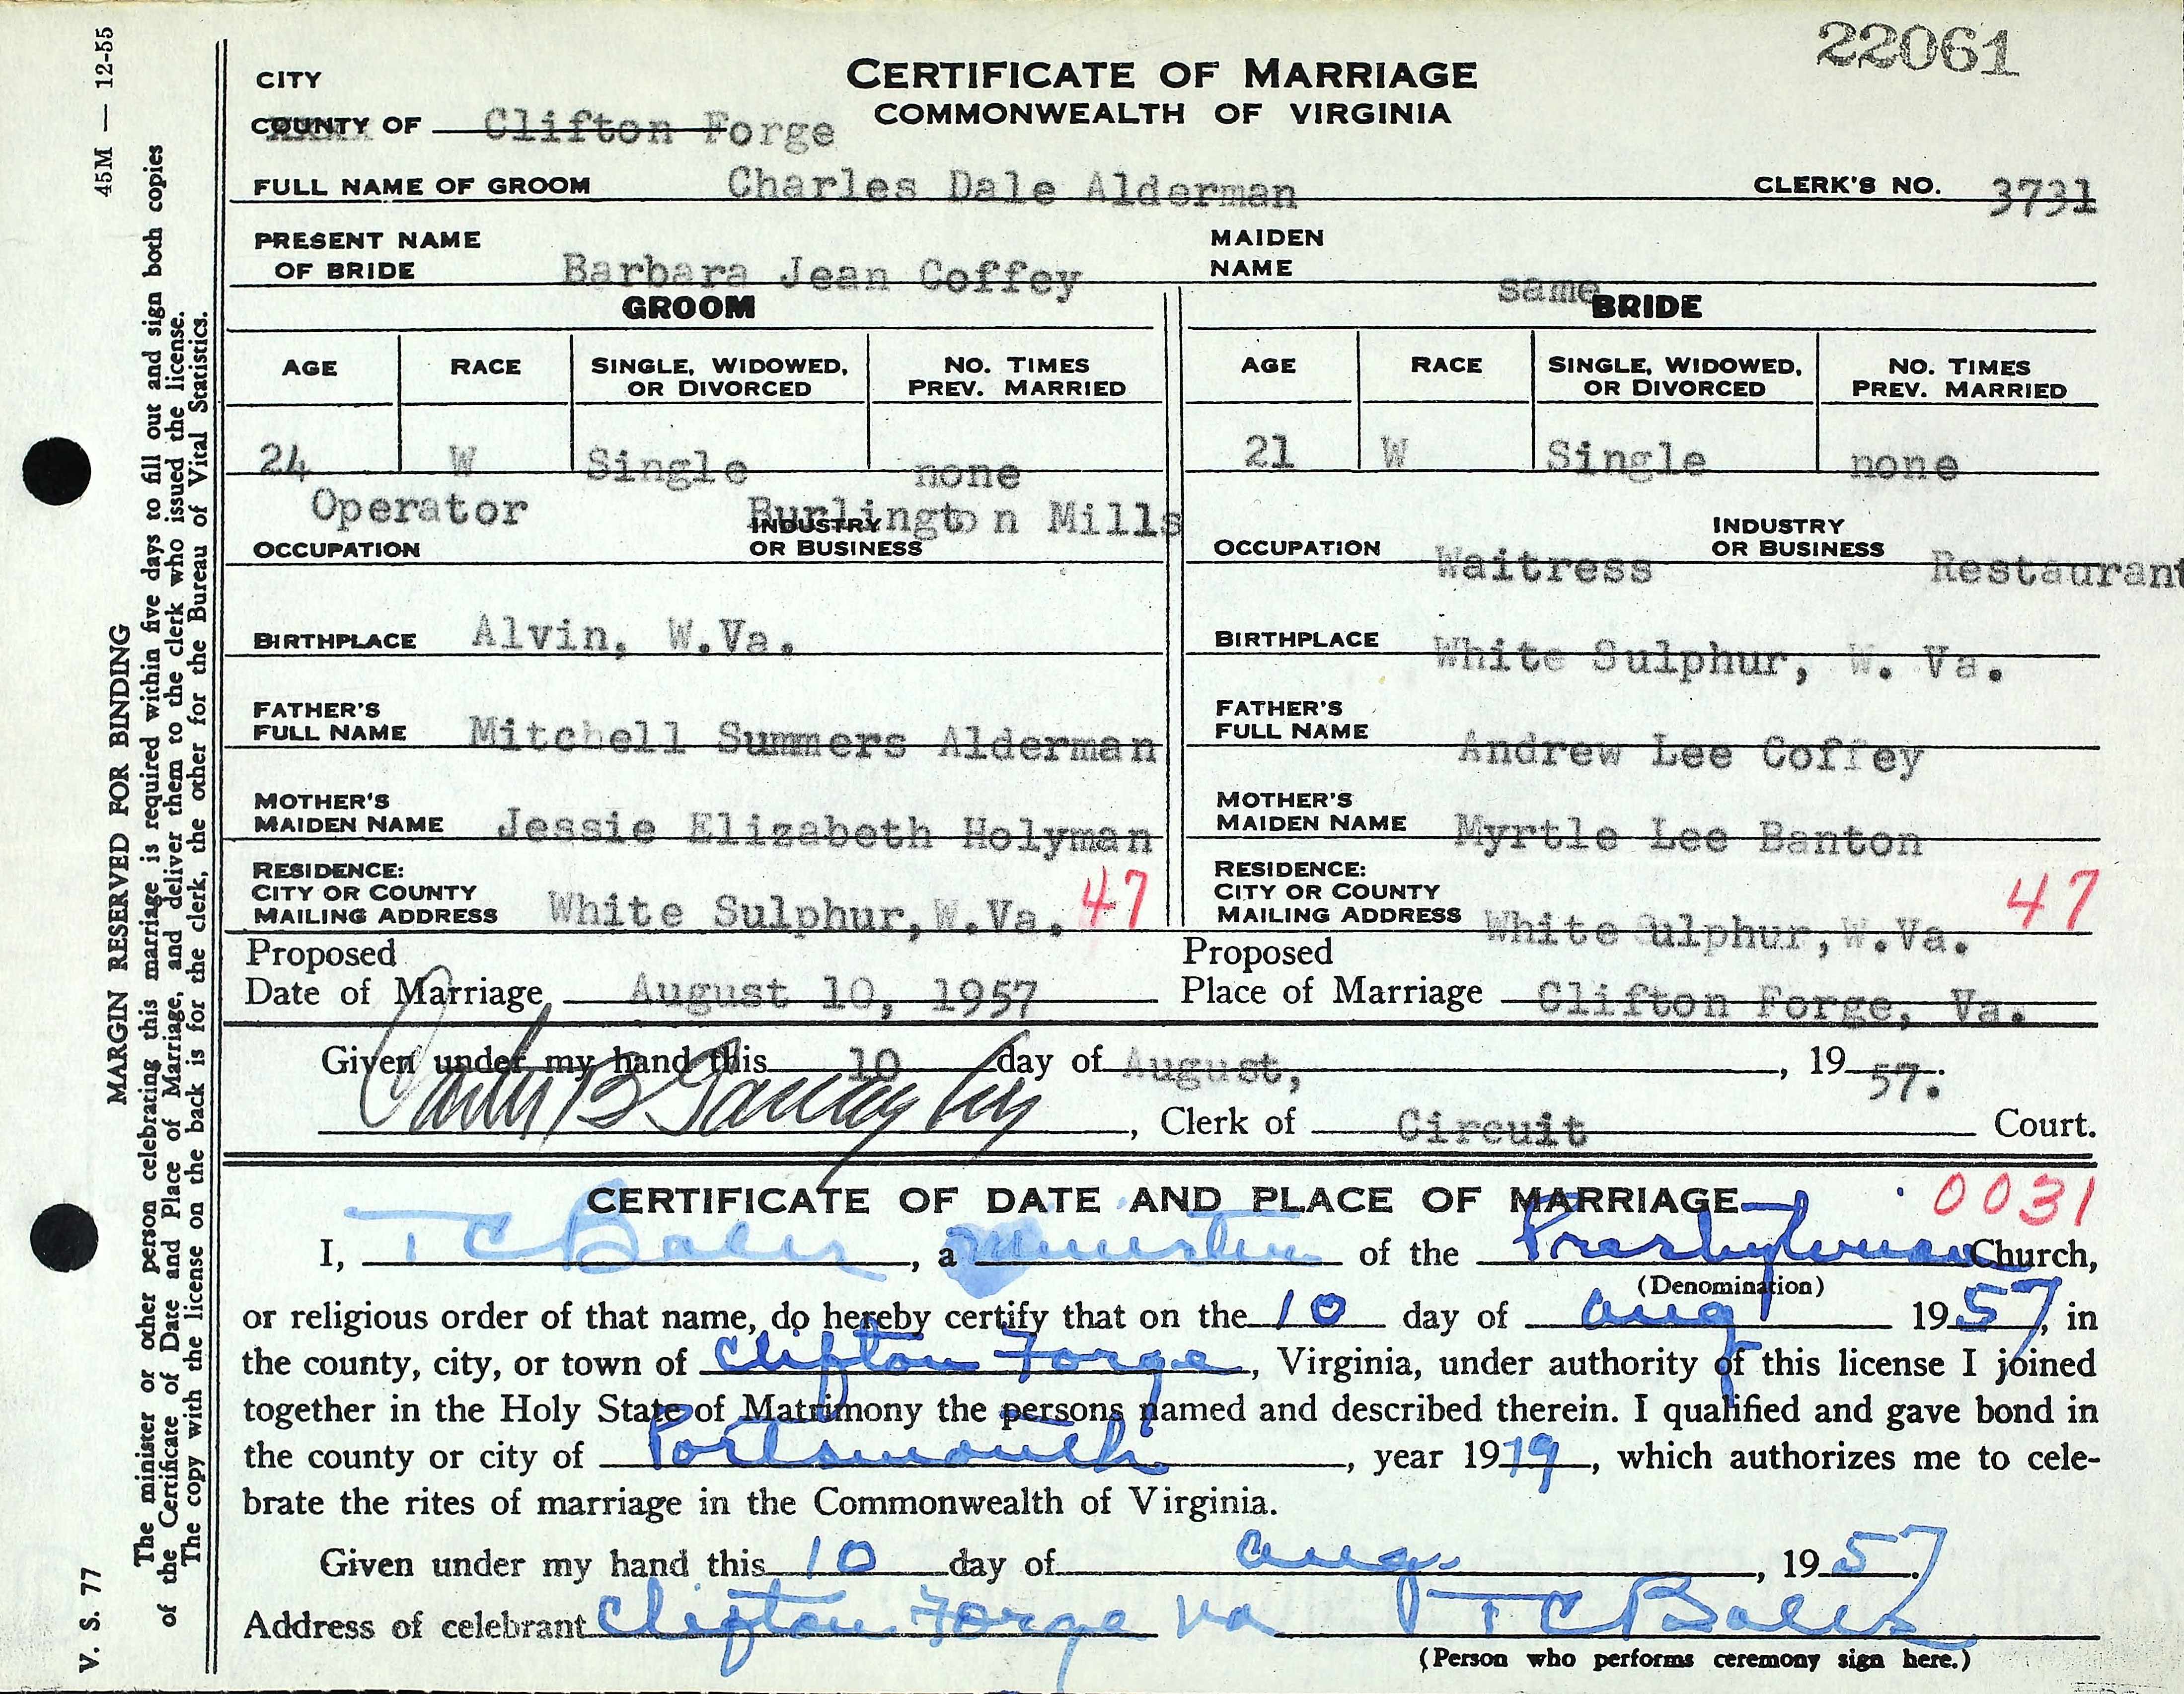 22061
45M — 12-55
CERTIFICATE OF MARRIAGE
COMMONWEALTH OF VIRGINIA
CITY
COUNTY OF Clifton Forge
FULL NAME OF GROOM Charles Dale Alderman CLERK'S NO. 3731
PRESENT NAME OF BRIDE Barbara Jean Coffey MAIDEN NAME same
GROOM BRIDE
AGE RACE SINGLE, WIDOWED, OR DIVORCED NO. TIMES PREV. MARRIED AGE RACE SINGLE, WIDOWED, OR DIVORCED NO. TIMES PREV. MARRIED
24 W Single none 21 W Single none
OCCUPATION Operator INDUSTRY OR BUSINESS Burlington Mills OCCUPATION Waitress INDUSTRY OR BUSINESS Restaurant
BIRTHPLACE Alvin, W.Va. BIRTHPLACE White Sulphur, W. Va.
FATHER'S FULL NAME Mitchell Summers Alderman FATHER'S FULL NAME Andrew Lee Coffey
MOTHER'S MAIDEN NAME Jessie Elizabeth Holyman MOTHER'S MAIDEN NAME Myrtle Lee Banton
RESIDENCE: CITY OR COUNTY MAILING ADDRESS White Sulphur, W.Va. 47 RESIDENCE: CITY OR COUNTY MAILING ADDRESS White Sulphur, W.Va. 47
Proposed Date of Marriage August 10, 1957 Proposed Place of Marriage Clifton Forge, Va.
Given under my hand this 10 day of August, , 19 57.
, Clerk of Circuit Court.
CERTIFICATE OF DATE AND PLACE OF MARRIAGE 0031
I, T C Bales, a minister of the Presbyterian Church,
(Denomination)
or religious order of that name, do hereby certify that on the 10 day of Aug 1957, in
the county, city, or town of Clifton Forge, Virginia, under authority of this license I joined
together in the Holy State of Matrimony the persons named and described therein. I qualified and gave bond in
the county or city of Portsmouth, year 1919, which authorizes me to cele-
brate the rites of marriage in the Commonwealth of Virginia.
Given under my hand this 10 day of Aug. , 1957.
Address of celebrant Clifton Forge Va T C Bales
(Person who performs ceremony sign here.)
V. S. 77
MARGIN RESERVED FOR BINDING
The minister or other person celebrating this marriage is required within five days to fill out and sign both copies
of the Certificate of Date and Place of Marriage, and deliver them to the clerk who issued the license.
The copy with the license on the back is for the clerk, the other for the Bureau of Vital Statistics.